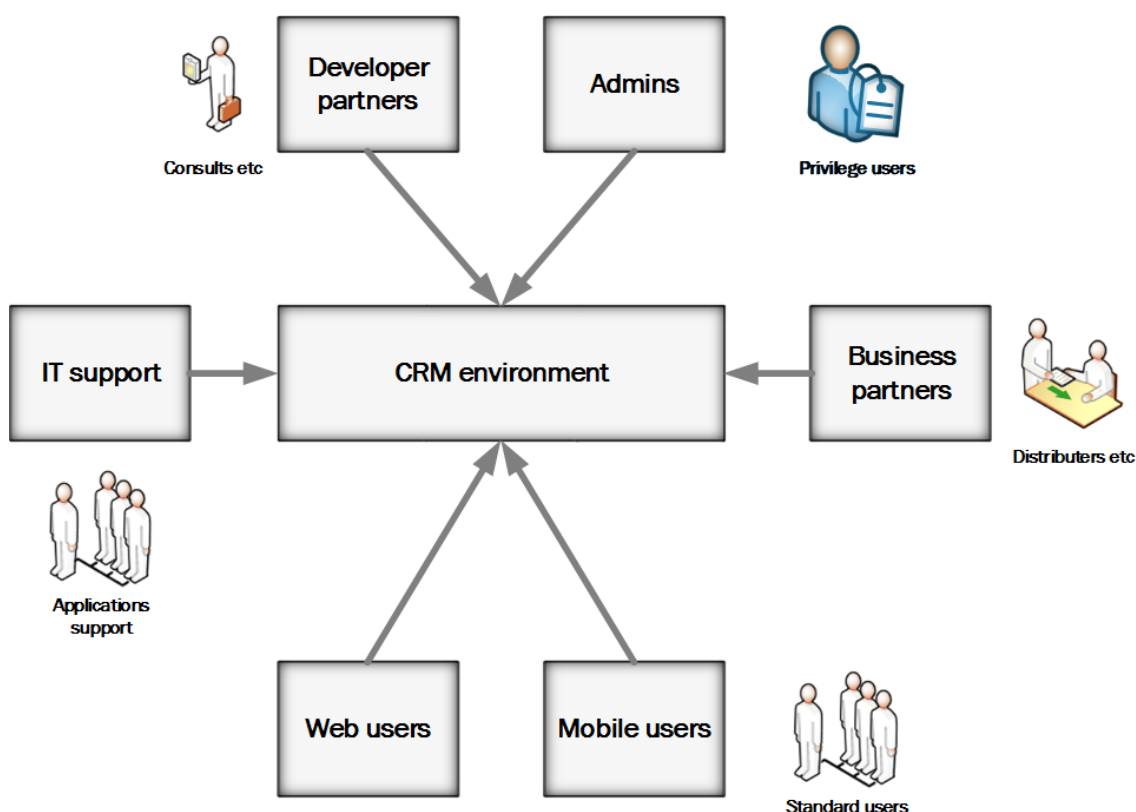 Developer
partners
Admins
Consults etc
Privilege users
IT support
CRM environment
Business
partners
Distributers etc
Applications
support
Web users
Mobile users
Standard users